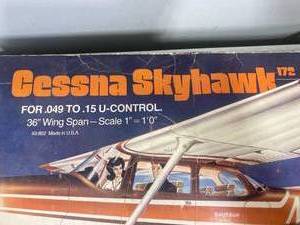 Cessna Skyhawk 172
FOR .049 TO .15 U-CONTROL.
36" Wing Span – Scale 1" = 1'0"
Made in U.S.A.